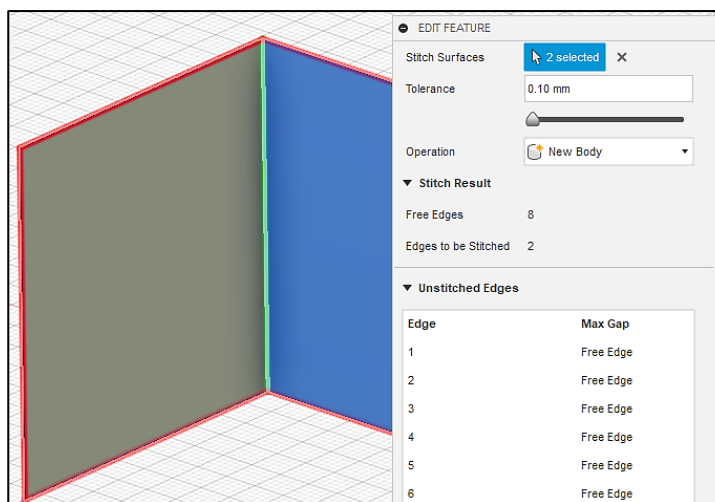 EDIT FEATURE
Stitch Surfaces 2 selected
Tolerance 0.10 mm
Operation New Body
Stitch Result
Free Edges 8
Edges to be Stitched 2
Unstitched Edges
Edge Max Gap
1 Free Edge
2 Free Edge
3 Free Edge
4 Free Edge
5 Free Edge
6 Free Edge